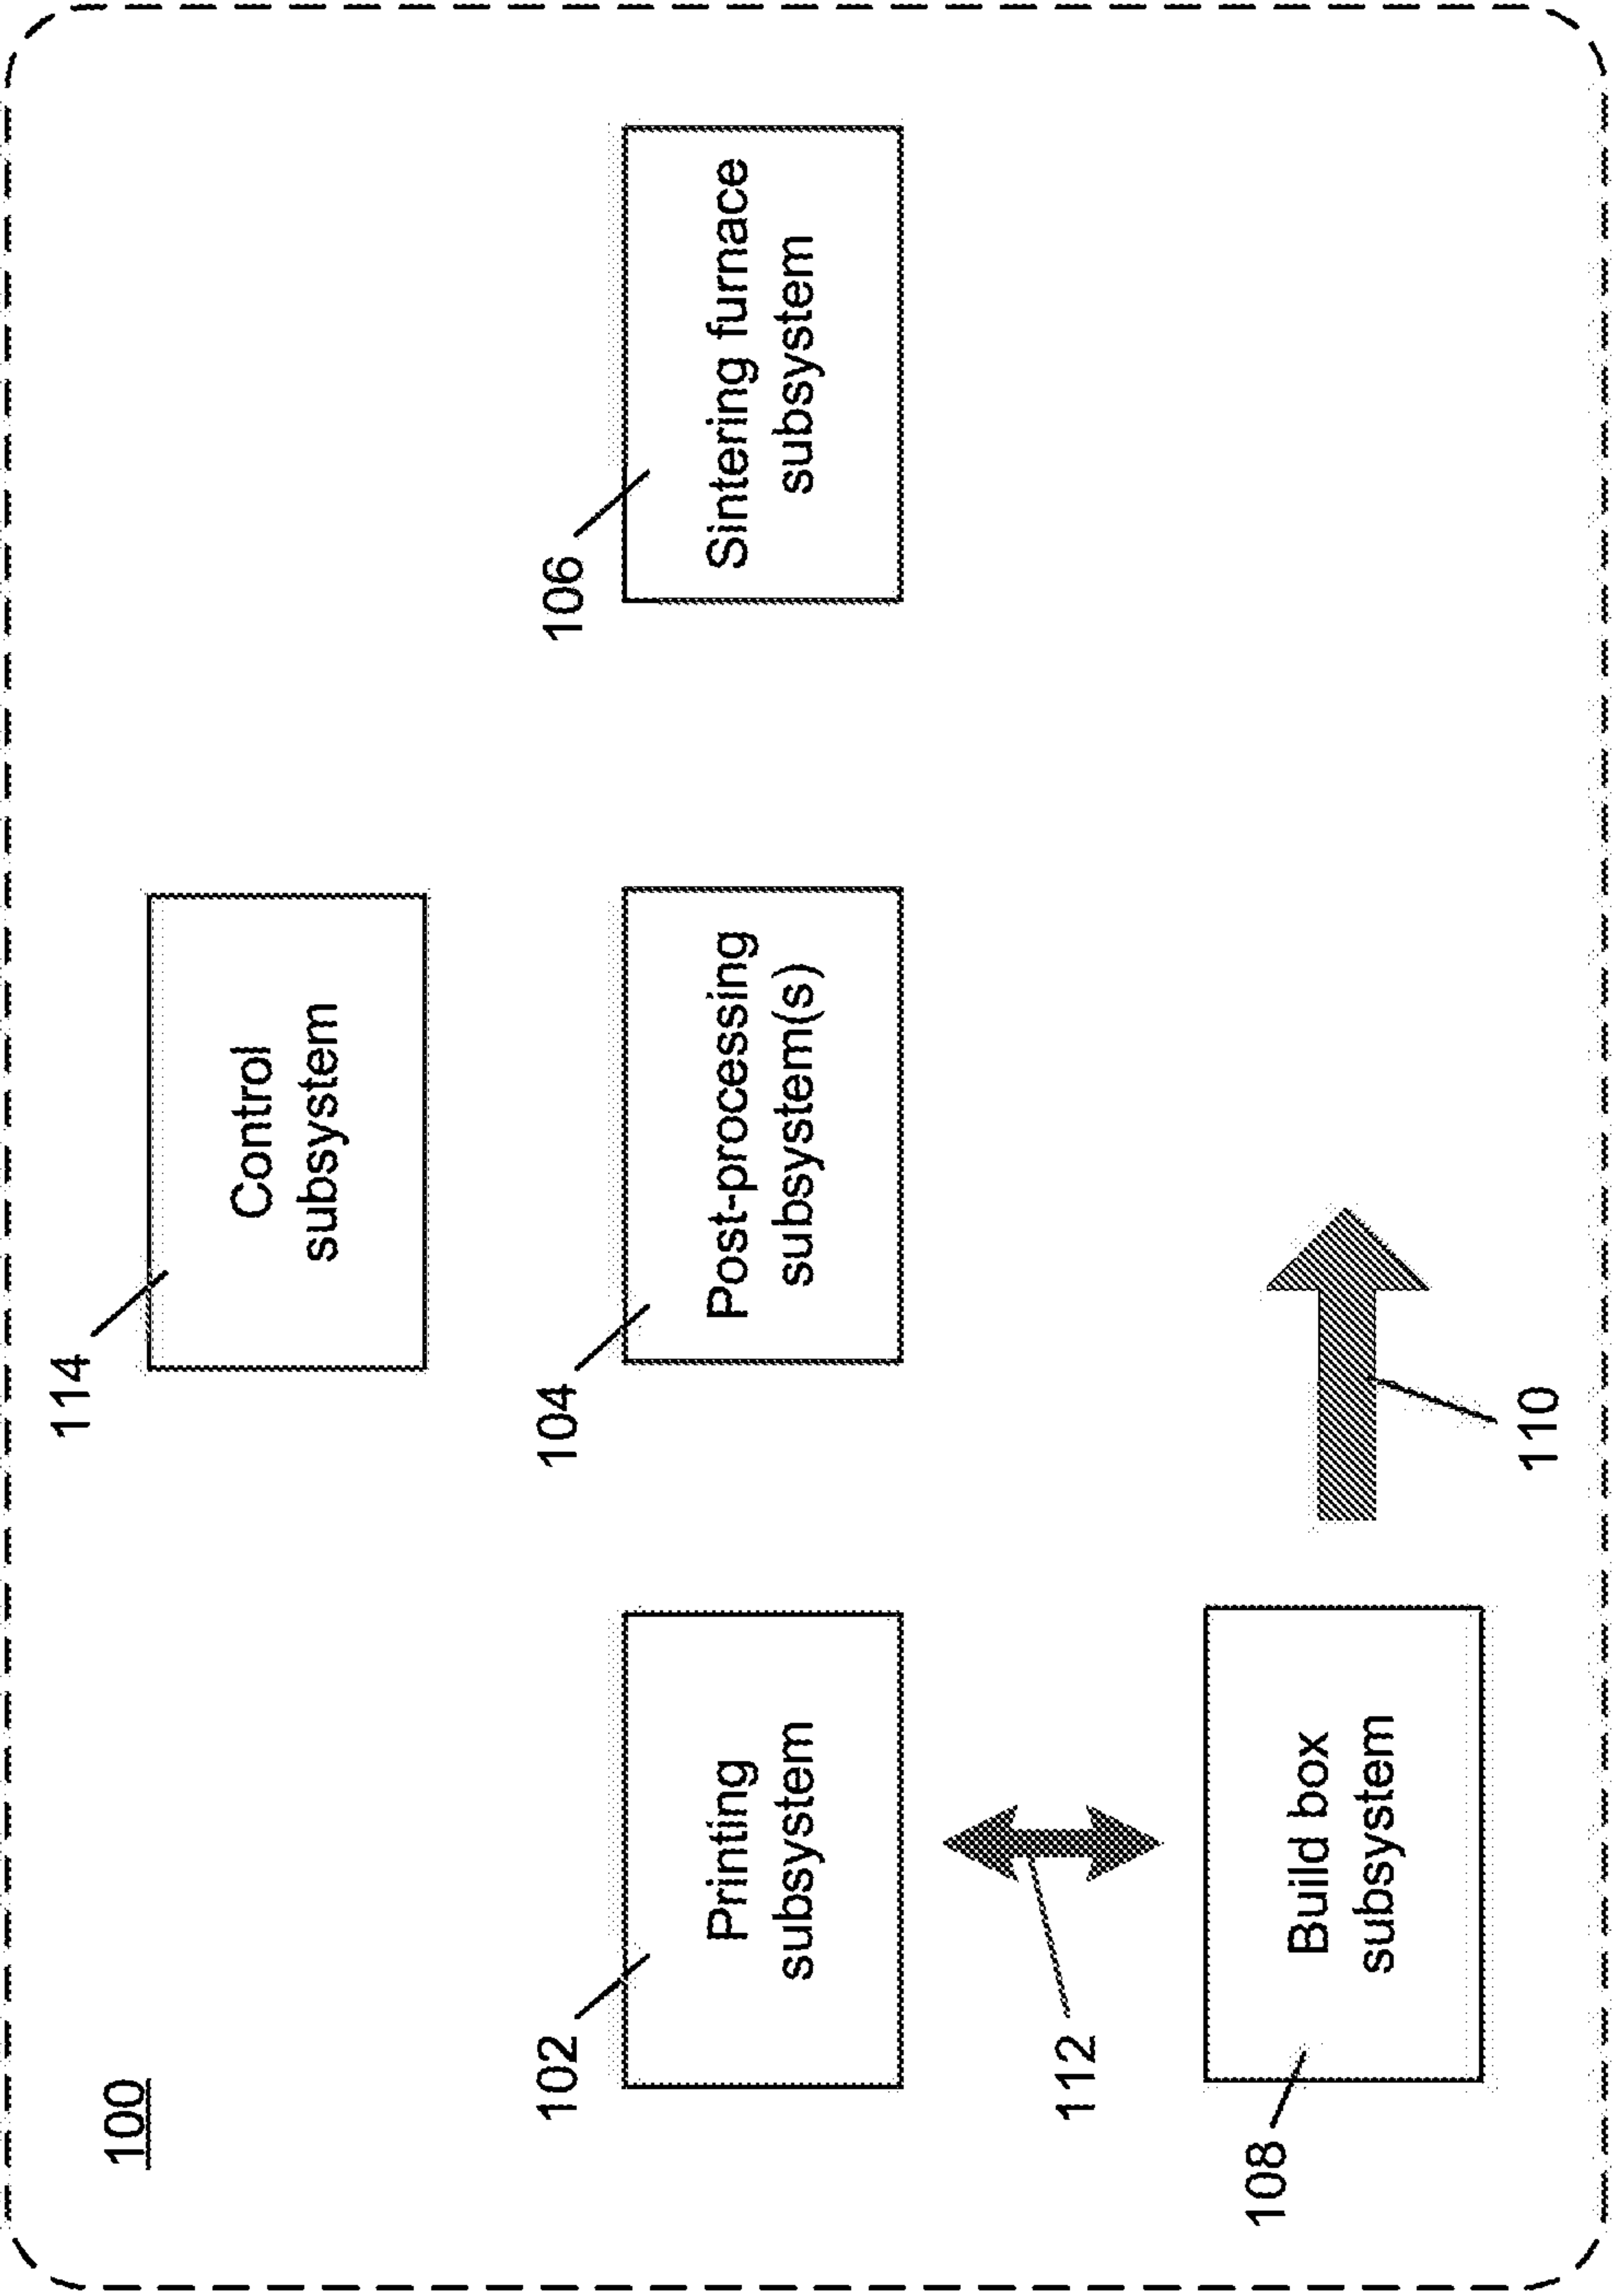 100
114
Control
subsystem
102
Printing
subsystem
104
Post-processing
subsystem(s)
106
Sintering furnace
subsystem
112
108
Build box
subsystem
110